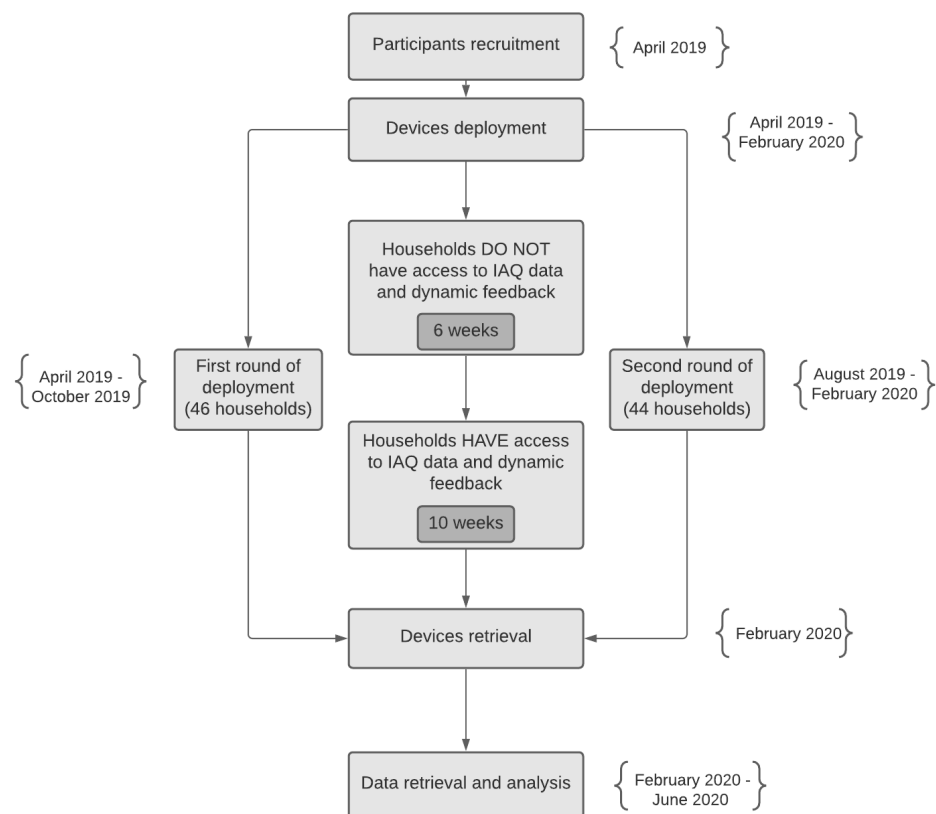 Participants recruitment
April 2019
Devices deployment
April 2019 -
February 2020
Households DO NOT
have access to IAQ data
and dynamic feedback
6 weeks
April 2019 -
October 2019
First round of
deployment
(46 households)
Second round of
deployment
(44 households)
August 2019 -
February 2020
Households HAVE access
to IAQ data and dynamic
feedback
10 weeks
Devices retrieval
February 2020
Data retrieval and analysis
February 2020 -
June 2020